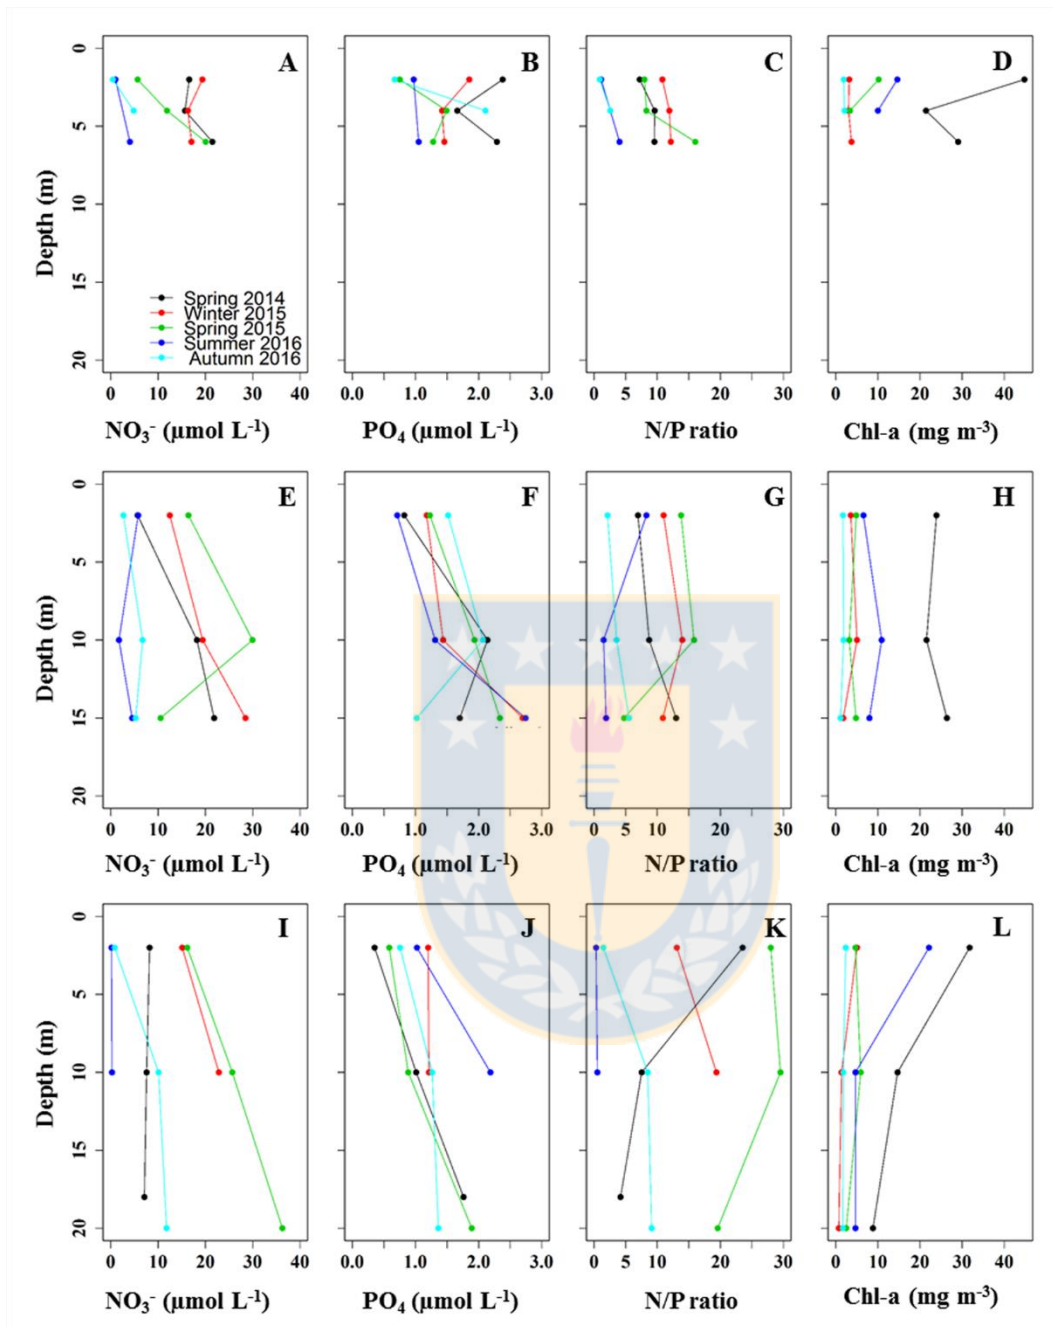 A
B
C
D
Depth (m)
0
5
10
15
20
Spring 2014
Winter 2015
Spring 2015
Summer 2016
Autumn 2016
0 10 20 30 40
0.0 1.0 2.0 3.0
0 5 10 20 30
0 10 20 30 40
NO₃⁻ (µmol L⁻¹)
PO₄ (µmol L⁻¹)
N/P ratio
Chl-a (mg m⁻³)
E
F
G
H
Depth (m)
0
5
10
15
20
0 10 20 30 40
0.0 1.0 2.0 3.0
0 5 10 20 30
0 10 20 30 40
NO₃⁻ (µmol L⁻¹)
PO₄ (µmol L⁻¹)
N/P ratio
Chl-a (mg m⁻³)
I
J
K
L
Depth (m)
0
5
10
15
20
0 10 20 30 40
0.0 1.0 2.0 3.0
0 5 10 20 30
0 10 20 30 40
NO₃⁻ (µmol L⁻¹)
PO₄ (µmol L⁻¹)
N/P ratio
Chl-a (mg m⁻³)